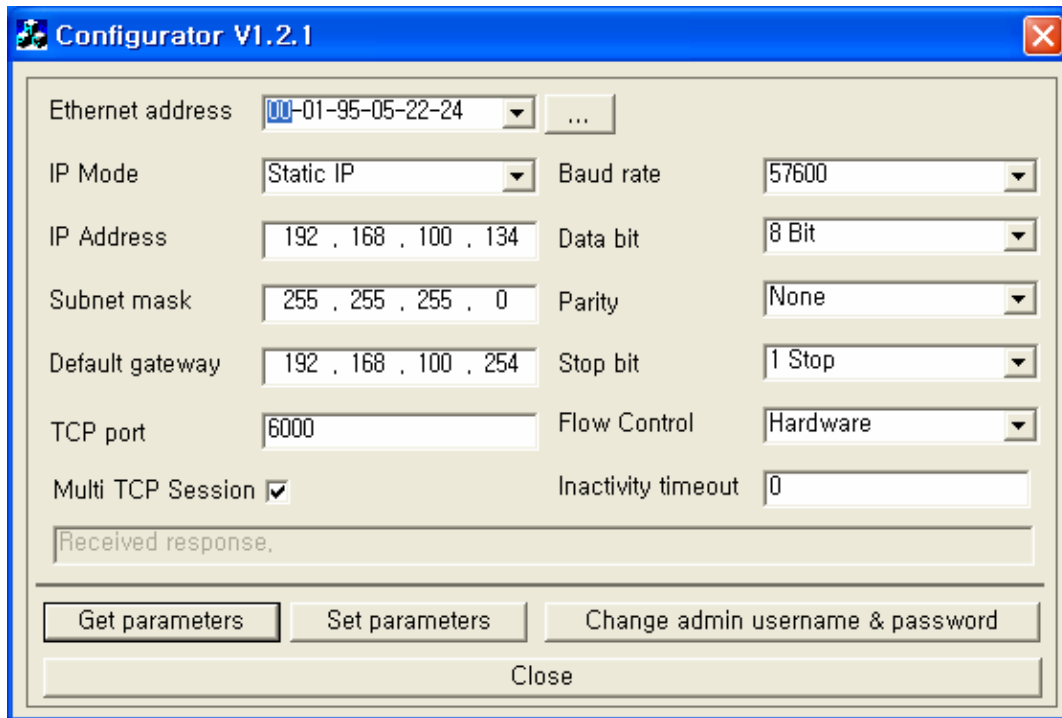 Configurator V1.2.1
Ethernet address 00-01-95-05-22-24 ...
IP Mode Static IP Baud rate 57600
IP Address 192 . 168 . 100 . 134 Data bit 8 Bit
Subnet mask 255 . 255 . 255 . 0 Parity None
Default gateway 192 . 168 . 100 . 254 Stop bit 1 Stop
TCP port 6000 Flow Control Hardware
Multi TCP Session Inactivity timeout 0
Received response.
Get parameters Set parameters Change admin username & password
Close